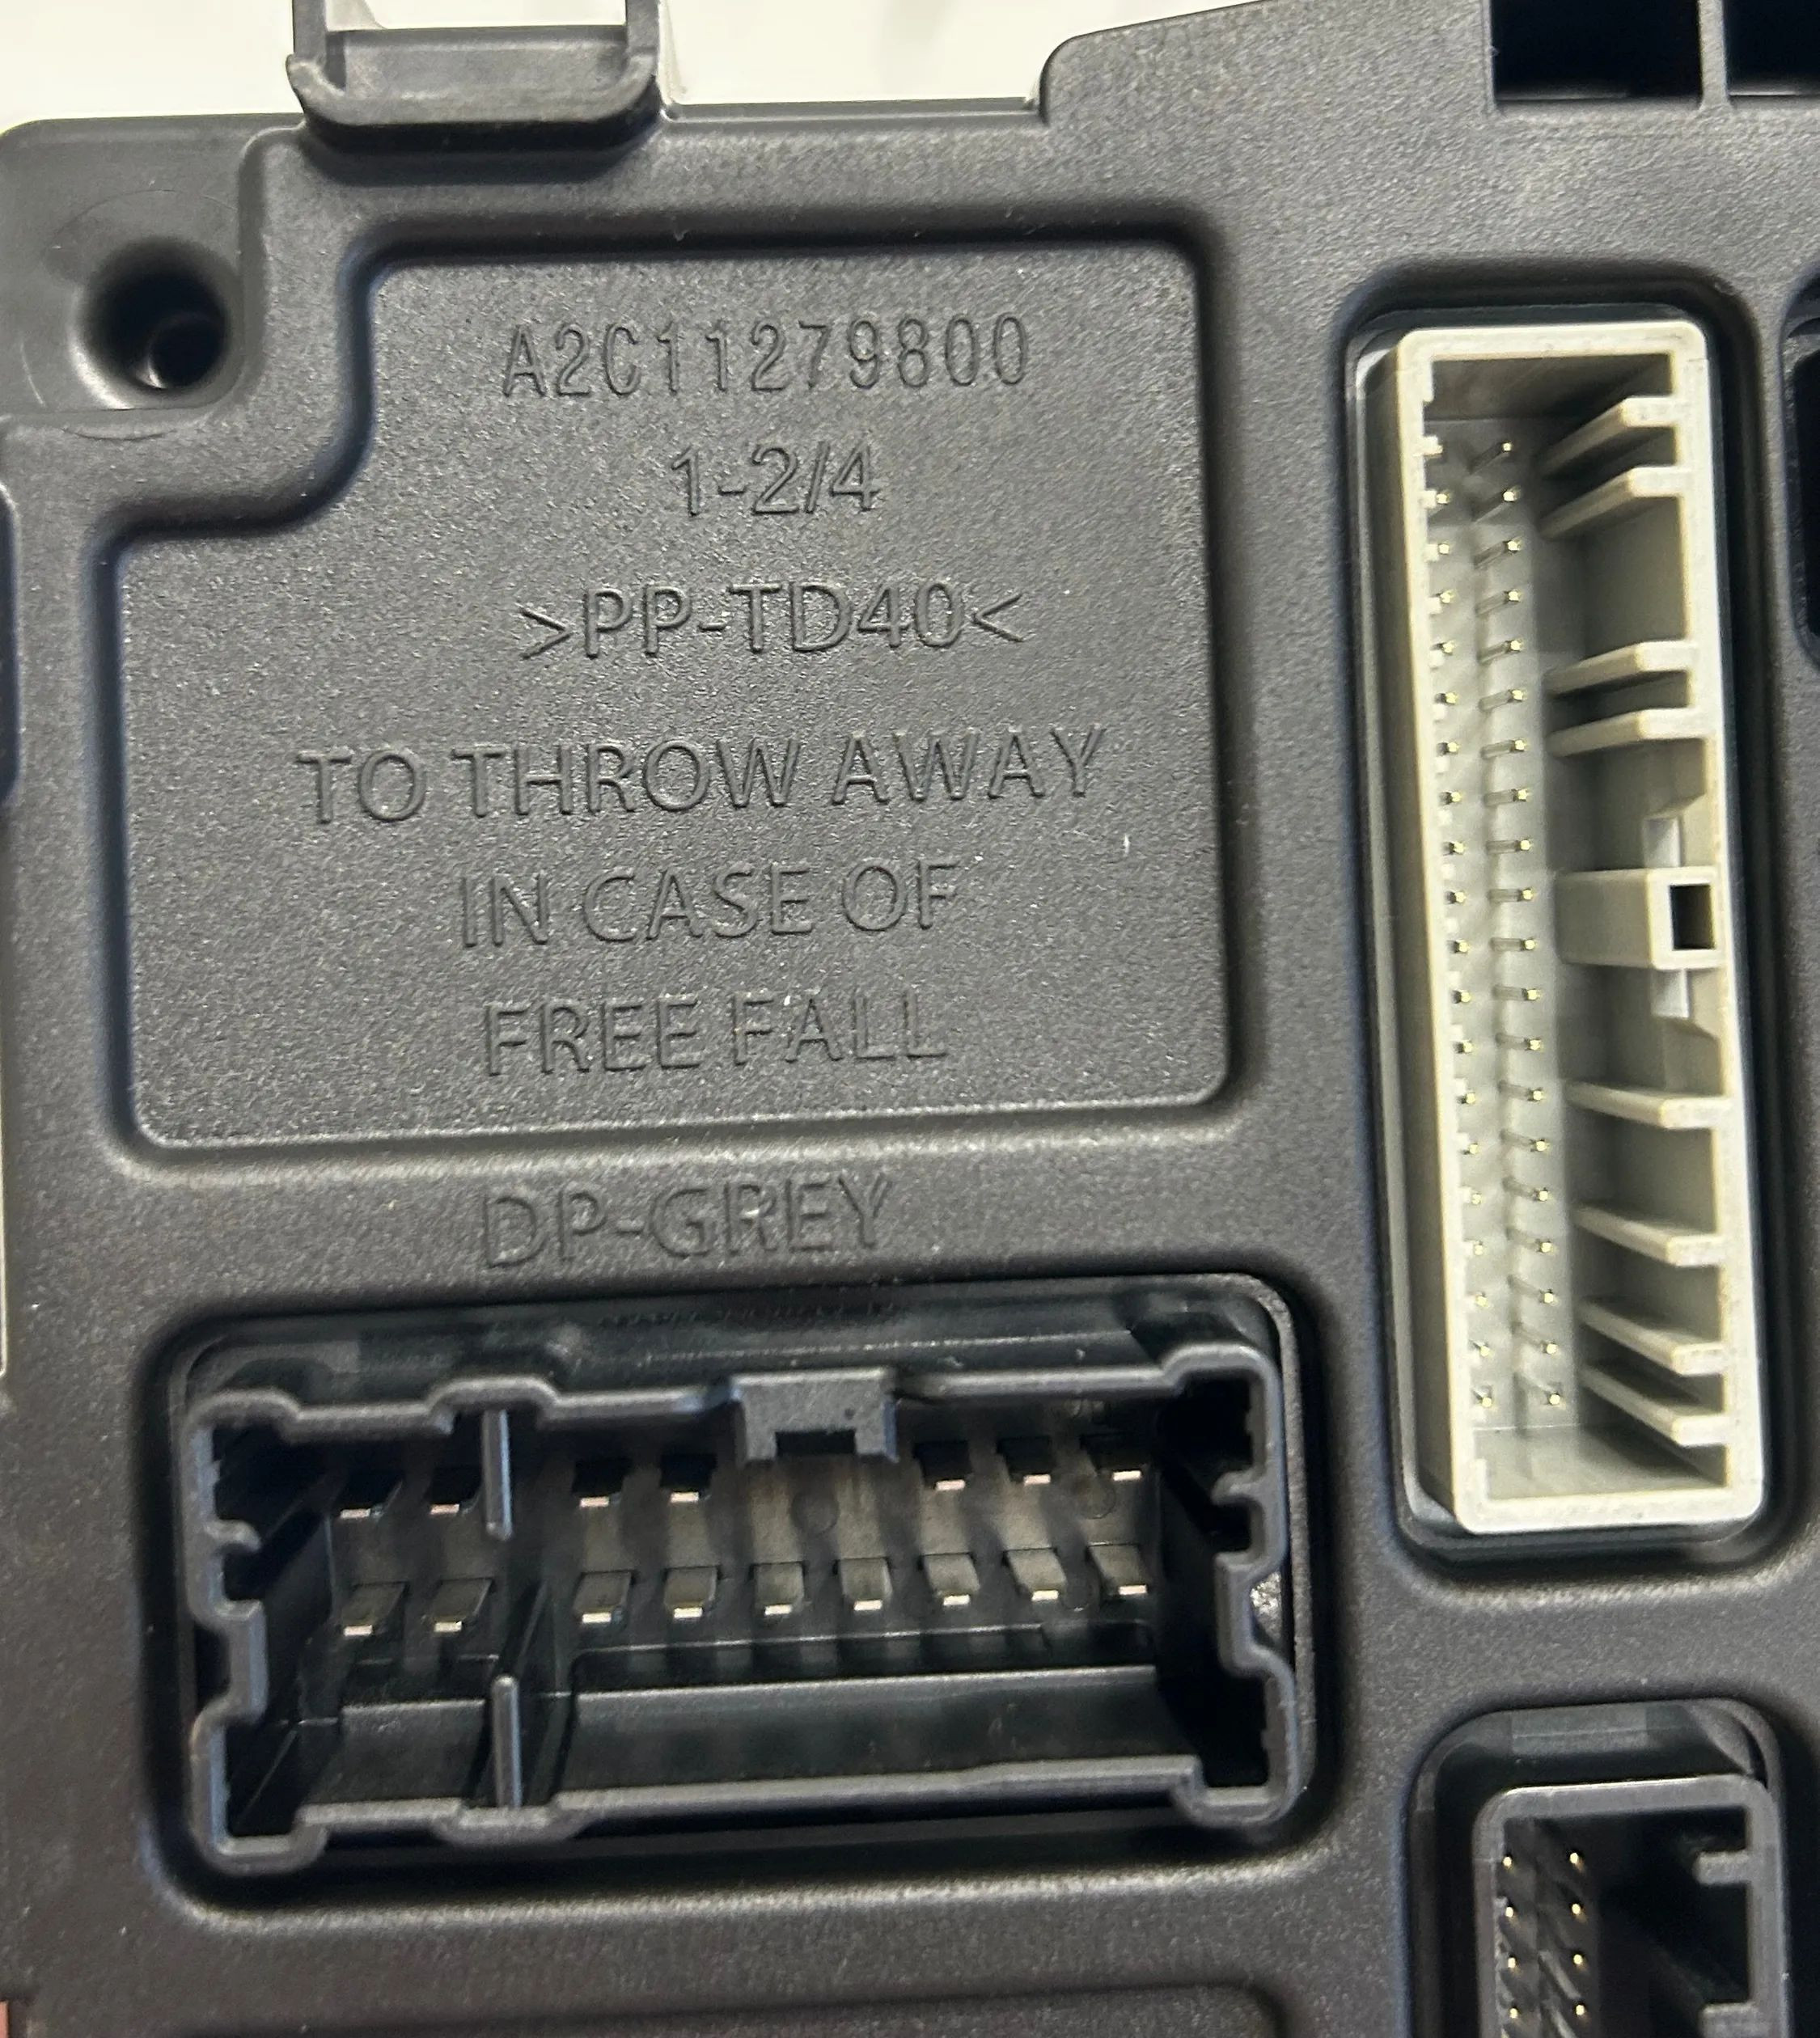 A2C11279800
1-2/4
>PP-TD40<
TO THROW AWAY
IN CASE OF
FREE FALL
DP-GREY